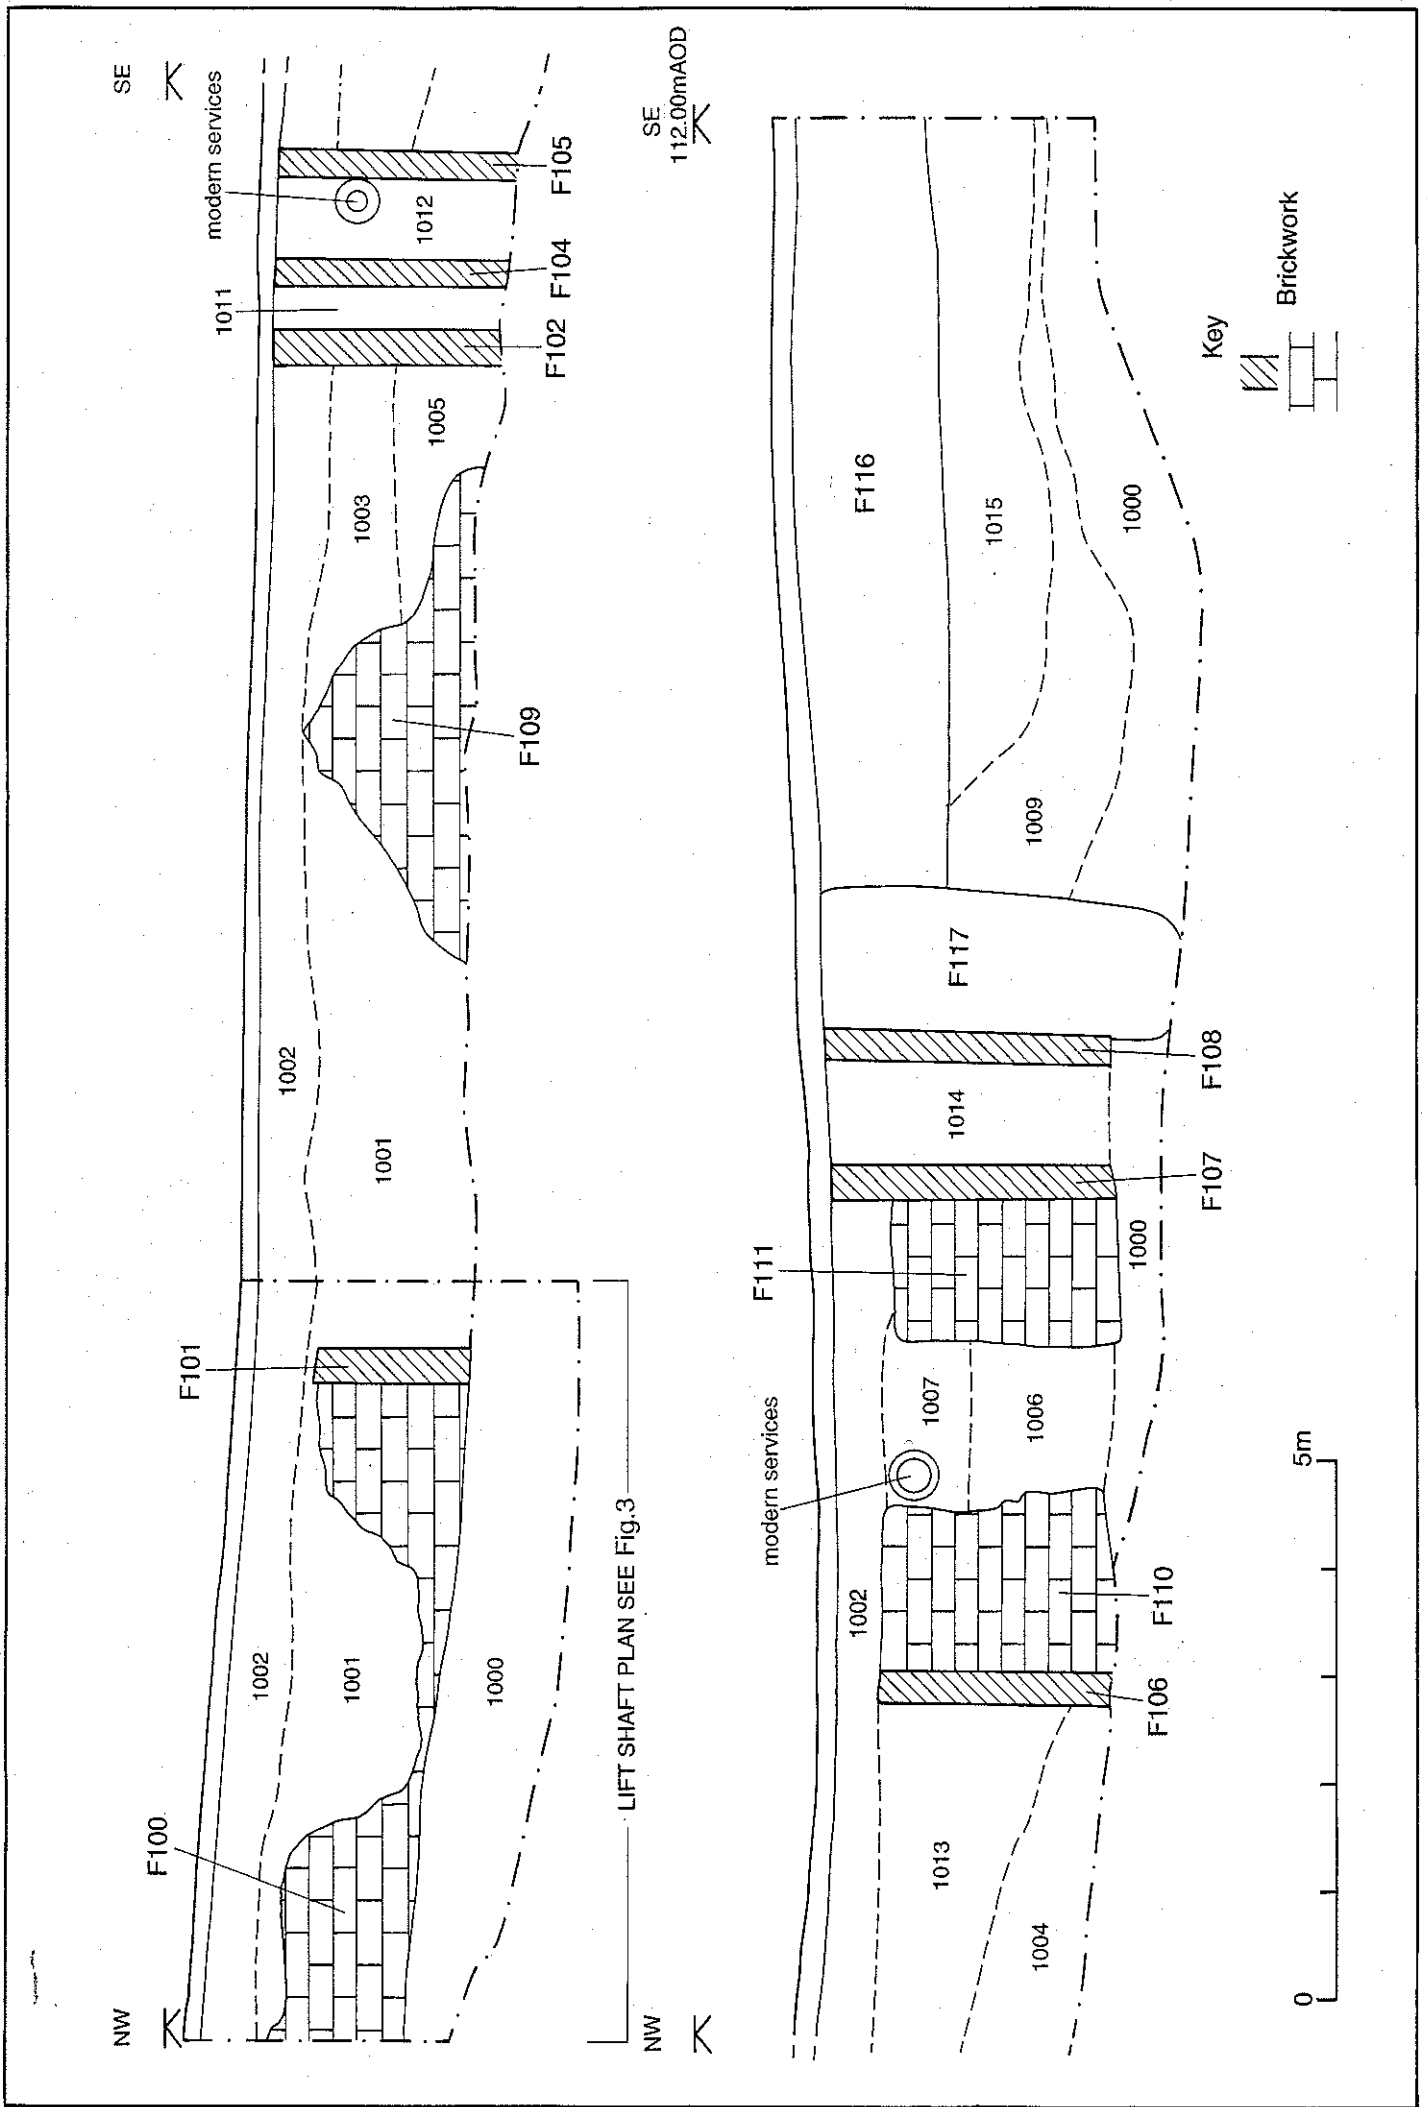 NW
SE
F100
F101
modern services
1002
1002
1011
1001
1001
1003
1005
1012
1000
F109
F102
F104
F105
LIFT SHAFT PLAN SEE Fig.3
NW
SE
112.00mAOD
modern services
F111
1002
F116
1013
1007
1014
F117
1015
1004
1006
1009
1000
1000
F106
F110
F107
F108
Key
Brickwork
0
5m